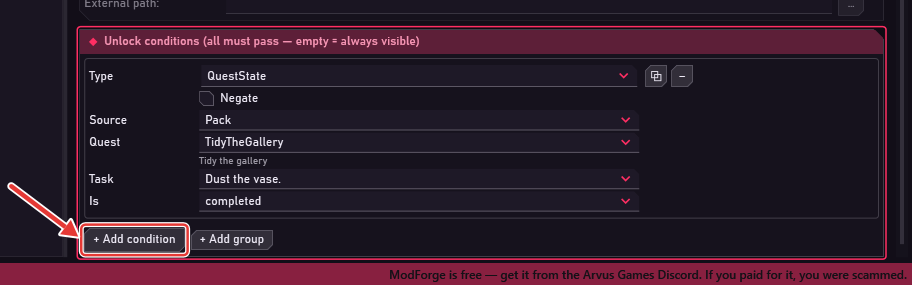 External path:
...
Unlock conditions (all must pass — empty = always visible)
Type
QuestState
−
Negate
Source
Pack
Quest
TidyTheGallery
Tidy the gallery
Task
Dust the vase.
Is
completed
+ Add condition
+ Add group
ModForge is free — get it from the Arvus Games Discord. If you paid for it, you were scammed.